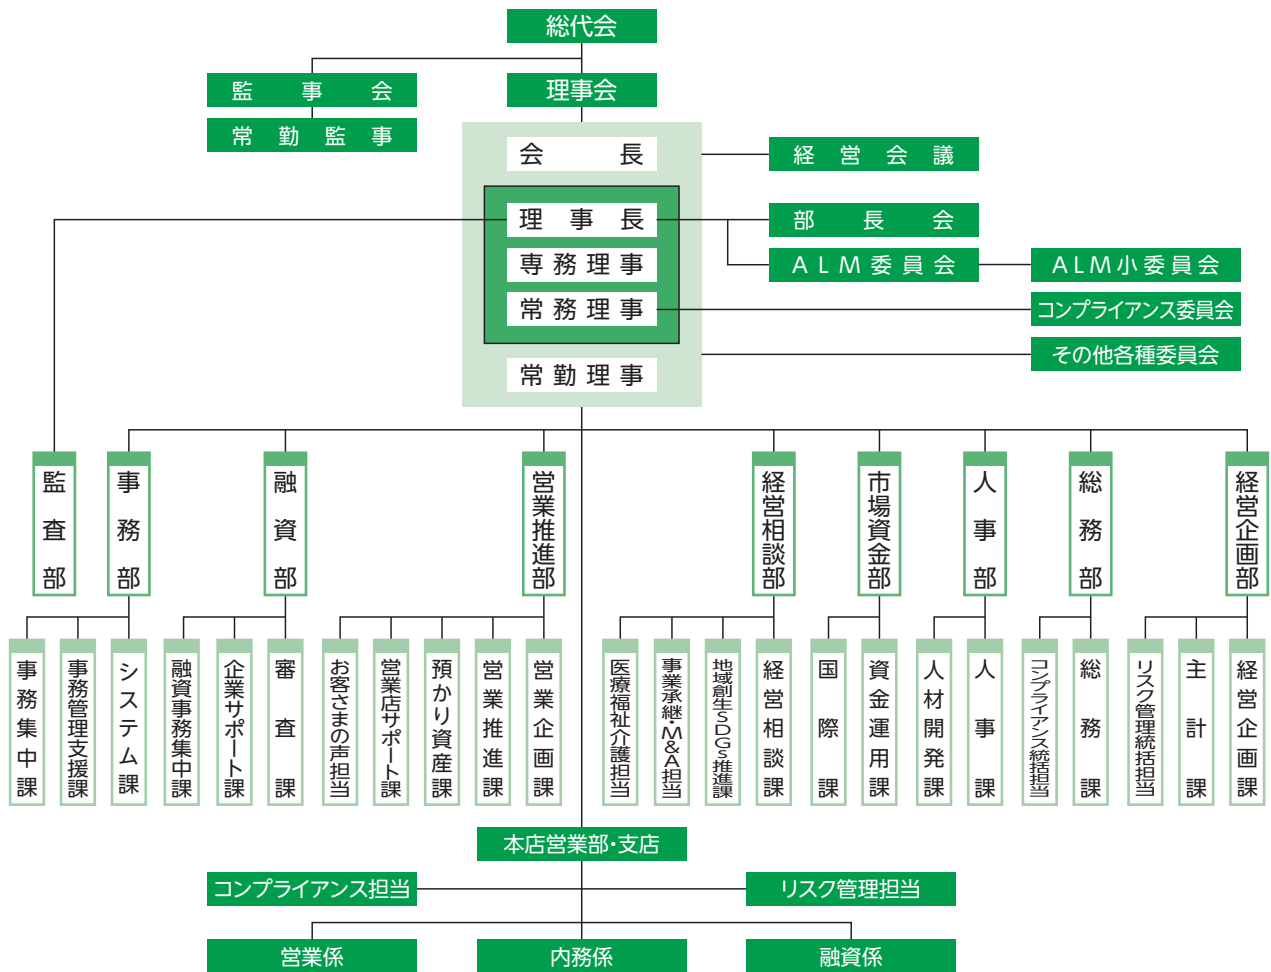 総代会
監事会
理事会
常勤監事
会長
経営会議
理事長
部長会
専務理事
ALM委員会
ALM小委員会
常務理事
コンプライアンス委員会
その他各種委員会
常勤理事
監査部
事務部
融資部
営業推進部
経営相談部
市場資金部
人事部
総務部
経営企画部
事務集中課
事務管理支援課
システム課
融資事務集中課
企業サポート課
審査課
お客さまの声担当
営業店サポート課
預かり資産課
営業推進課
営業企画課
医療福祉介護担当
事業承継・M&A担当
地域創生SDGs推進課
経営相談課
国際課
資金運用課
人材開発課
人事課
コンプライアンス統括担当
総務課
リスク管理統括担当
主計課
経営企画課
本店営業部・支店
コンプライアンス担当
リスク管理担当
営業係
内務係
融資係